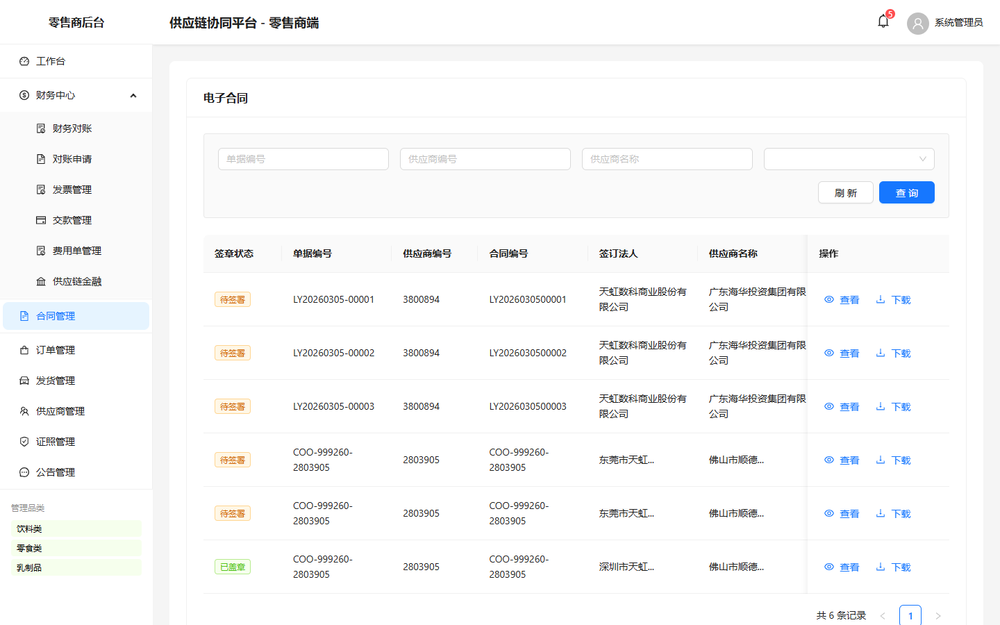 零售商后台
供应链协同平台 - 零售商端
5
系统管理员
工作台
财务中心
财务对账
对账申请
发票管理
交款管理
费用单管理
供应链金融
合同管理
订单管理
发货管理
供应商管理
证照管理
公告管理
管理品类
饮料类
零食类
乳制品
电子合同
单据编号 供应商编号 供应商名称
刷新 查询
签章状态 单据编号 供应商编号 合同编号 签订法人 供应商名称 操作
待签署 LY20260305-00001 3800894 LY2026030500001 天虹数科商业股份有 广东海华投资集团有限 查看 下载
限公司 公司
待签署 LY20260305-00002 3800894 LY2026030500002 天虹数科商业股份有 广东海华投资集团有限 查看 下载
限公司 公司
待签署 LY20260305-00003 3800894 LY2026030500003 天虹数科商业股份有 广东海华投资集团有限 查看 下载
限公司 公司
待签署 COO-999260- 2803905 COO-999260- 东莞市天虹... 佛山市顺德... 查看 下载
2803905 2803905
待签署 COO-999260- 2803905 COO-999260- 东莞市天虹... 佛山市顺德... 查看 下载
2803905 2803905
已盖章 COO-999260- 2803905 COO-999260- 深圳市天虹... 佛山市顺德... 查看 下载
2803905 2803905
共 6 条记录 1